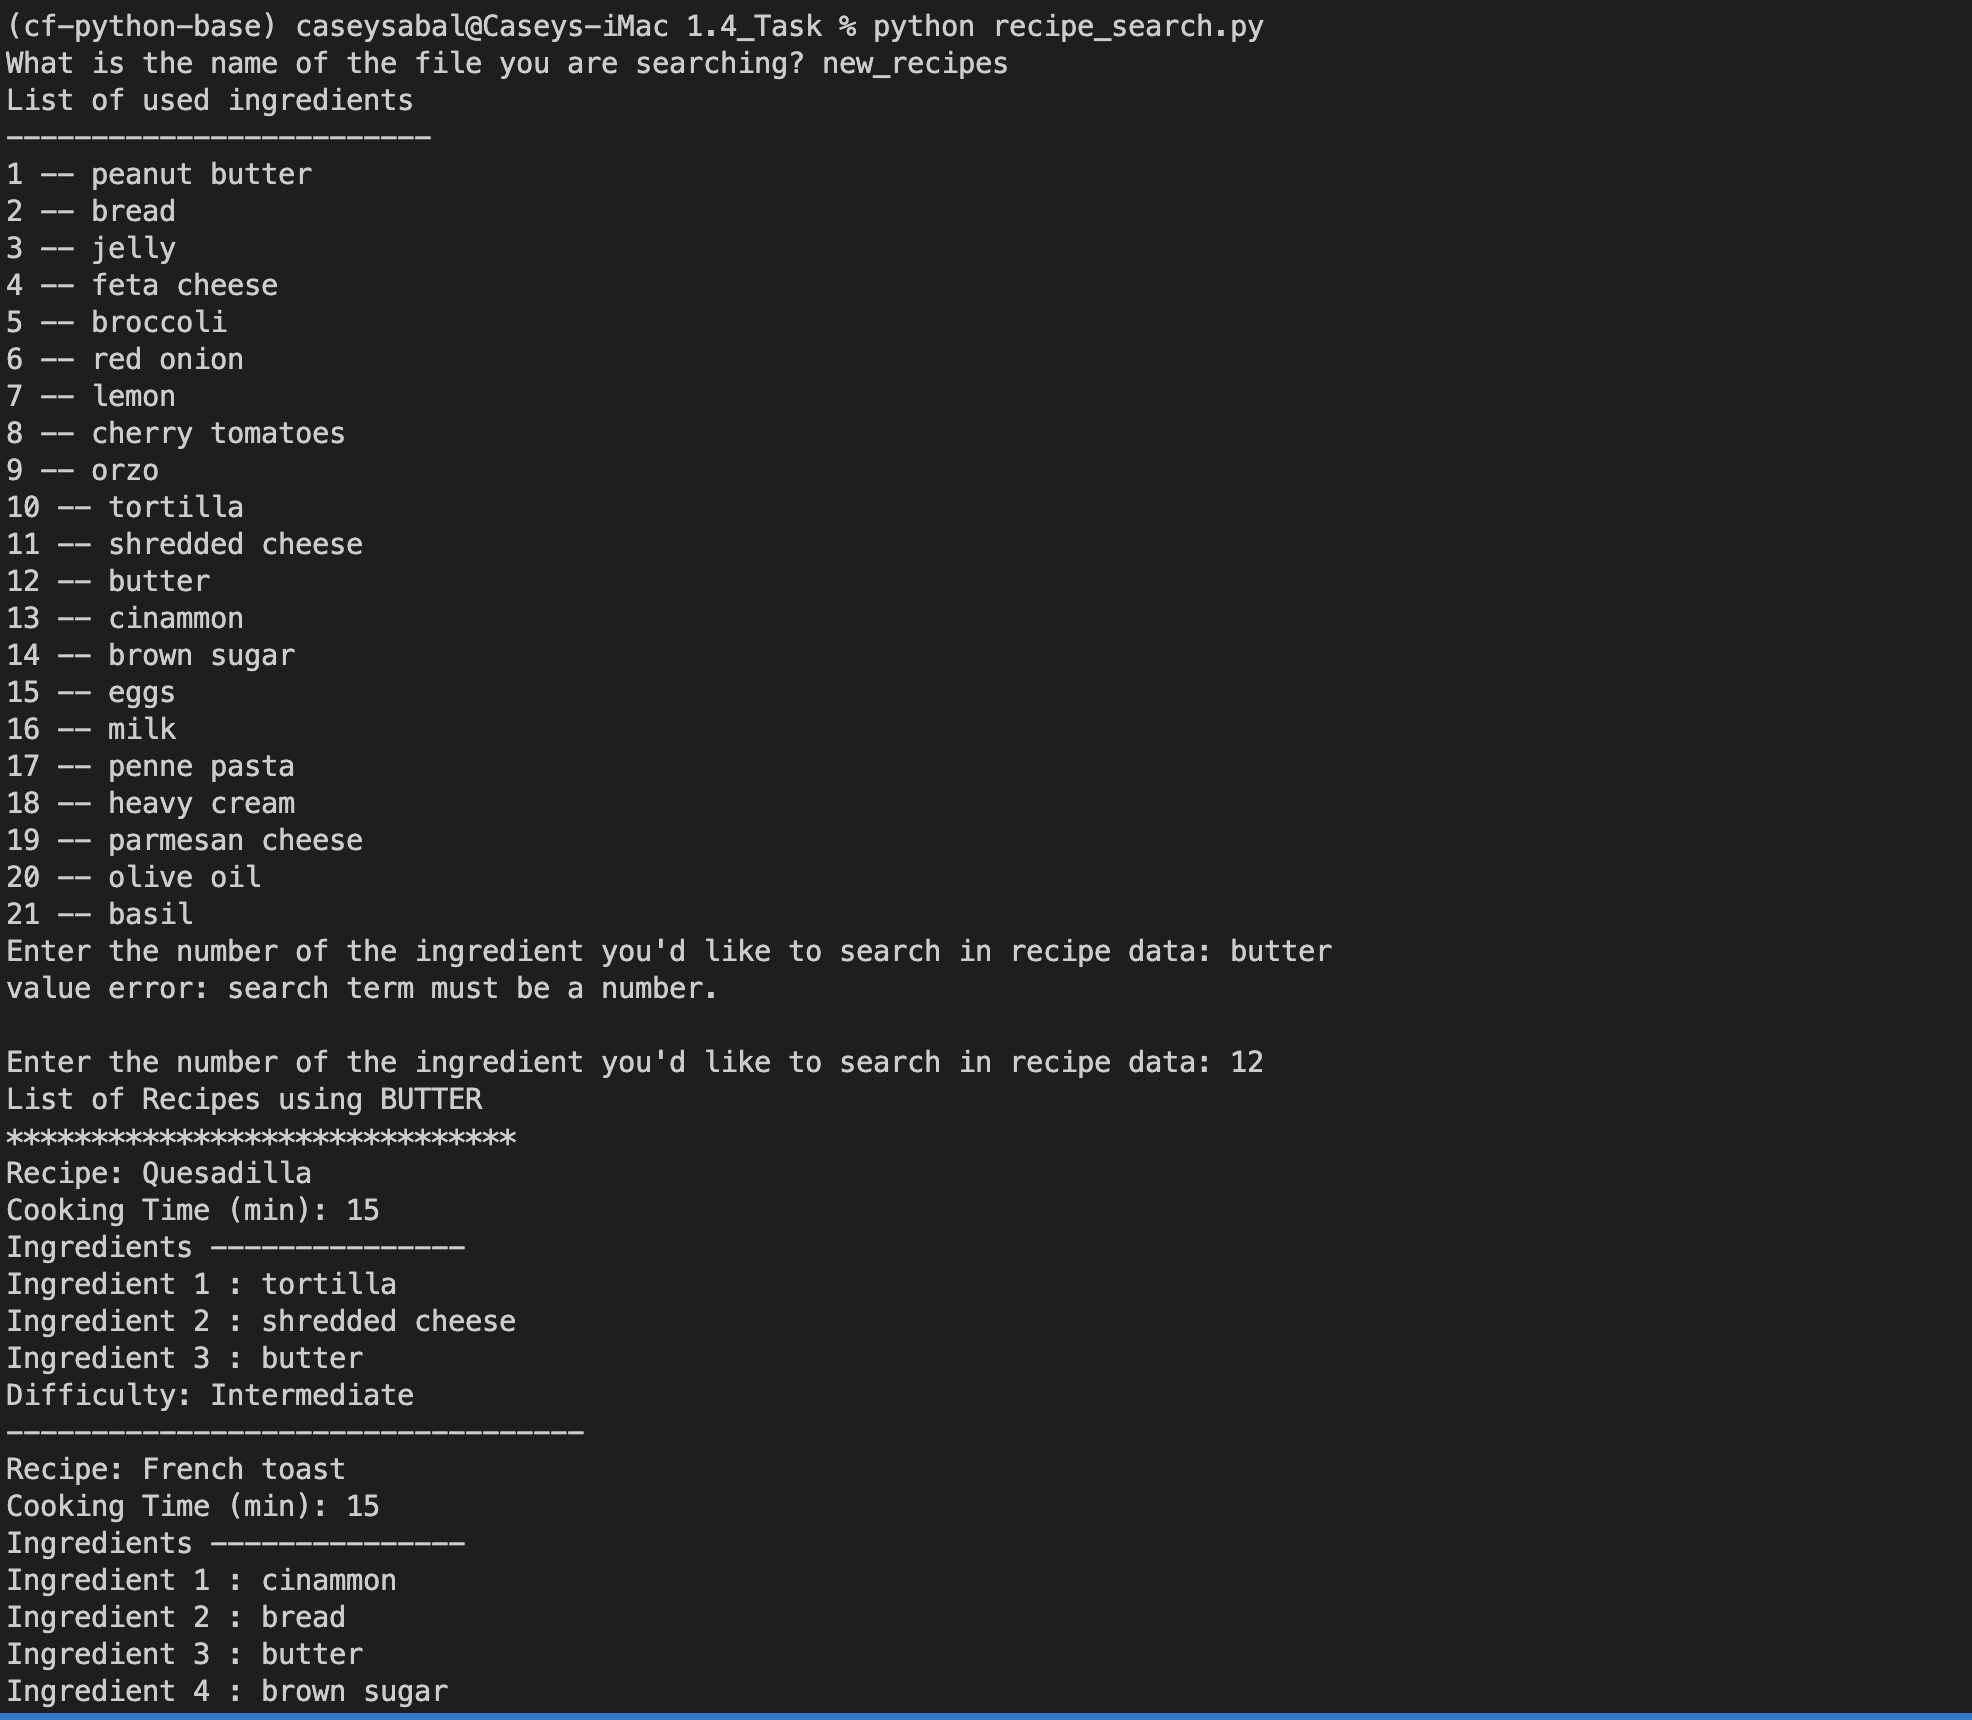 (cf-python-base) caseysabal@Caseys-iMac 1.4_Task % python recipe_search.py
What is the name of the file you are searching? new_recipes
List of used ingredients
-------------------------
1 -- peanut butter
2 -- bread
3 -- jelly
4 -- feta cheese
5 -- broccoli
6 -- red onion
7 -- lemon
8 -- cherry tomatoes
9 -- orzo
10 -- tortilla
11 -- shredded cheese
12 -- butter
13 -- cinammon
14 -- brown sugar
15 -- eggs
16 -- milk
17 -- penne pasta
18 -- heavy cream
19 -- parmesan cheese
20 -- olive oil
21 -- basil
Enter the number of the ingredient you'd like to search in recipe data: butter
value error: search term must be a number.
Enter the number of the ingredient you'd like to search in recipe data: 12
List of Recipes using BUTTER
******************************
Recipe: Quesadilla
Cooking Time (min): 15
Ingredients ---------------
Ingredient 1 : tortilla
Ingredient 2 : shredded cheese
Ingredient 3 : butter
Difficulty: Intermediate
----------------------------------
Recipe: French toast
Cooking Time (min): 15
Ingredients ---------------
Ingredient 1 : cinammon
Ingredient 2 : bread
Ingredient 3 : butter
Ingredient 4 : brown sugar